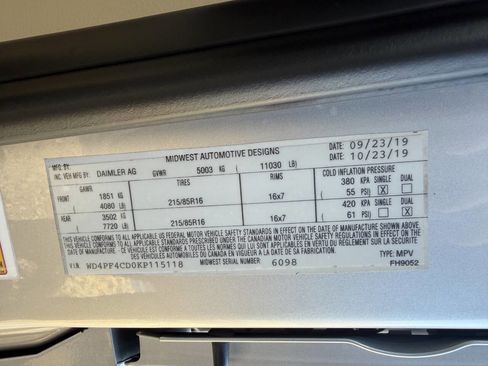 MFG. BY: MIDWEST AUTOMOTIVE DESIGNS DATE: 09/23/19
INC. VEH MFG. BY: DAIMLER AG GVWR 5003 KG ( 11030 LB) DATE: 10/23/19
GAWR TIRES RIMS COLD INFLATION PRESSURE:
FRONT 1851 KG 215/85R16 16x7 380 KPA SINGLE DUAL
( 4080 LB) 55 PSI) X
REAR 3502 KG 215/85R16 16x7 420 KPA SINGLE DUAL
( 7720 LB) ( 61 PSI) X
THIS VEHICLE CONFORMS TO ALL APPLICABLE US FEDERAL MOTOR VEHICLE SAFETY STANDARDS IN EFFECT ON THE DATE OF MANUFACTURE SHOWN ABOVE.
THIS VEHICLE CONFORMS TO ALL APPLICABLE STANDARDS PRESCRIBED UNDER THE CANADIAN MOTOR VEHICLE SAFETY REGULATIONS IN EFFECT ON THE DATE OF MANUFACTURE
CE VÉHICULE EST CONFORME À TOUTES LES NORMES QUI LUI SONT APPLICABLES EN VERTU DU RÈGLEMENT SUR LA SÉCURITÉ
DES VÉHICULES AUTOMOBILES DU CANADA EN VIGUEUR À LA DATE DE SA FABRICATION.
V.I.N. WD4PF4CD0KP115118 MIDWEST SERIAL NUMBER: 6098 TYPE: MPV
FH9052